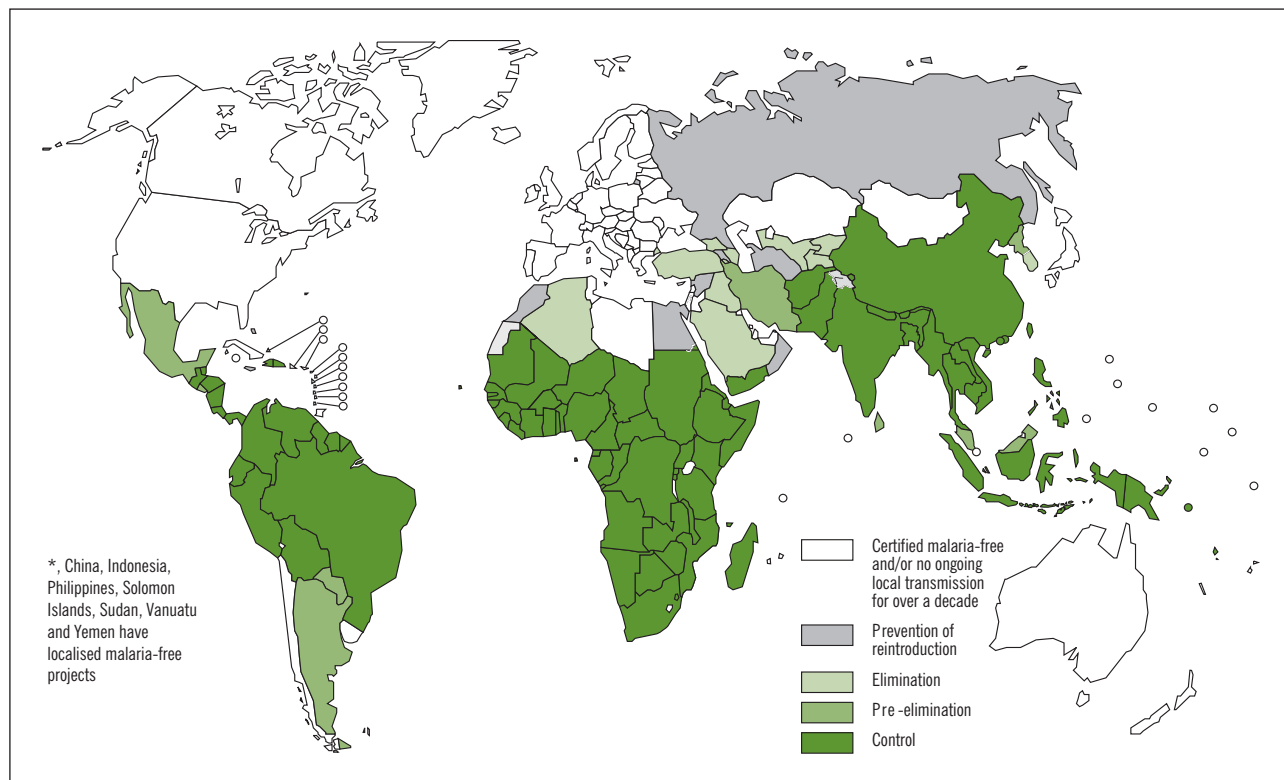 *, China, Indonesia,
Philippines, Solomon
Islands, Sudan, Vanuatu
and Yemen have
localised malaria-free
projects
Certified malaria-free
and/or no ongoing
local transmission
for over a decade
Prevention of
reintroduction
Elimination
Pre -elimination
Control